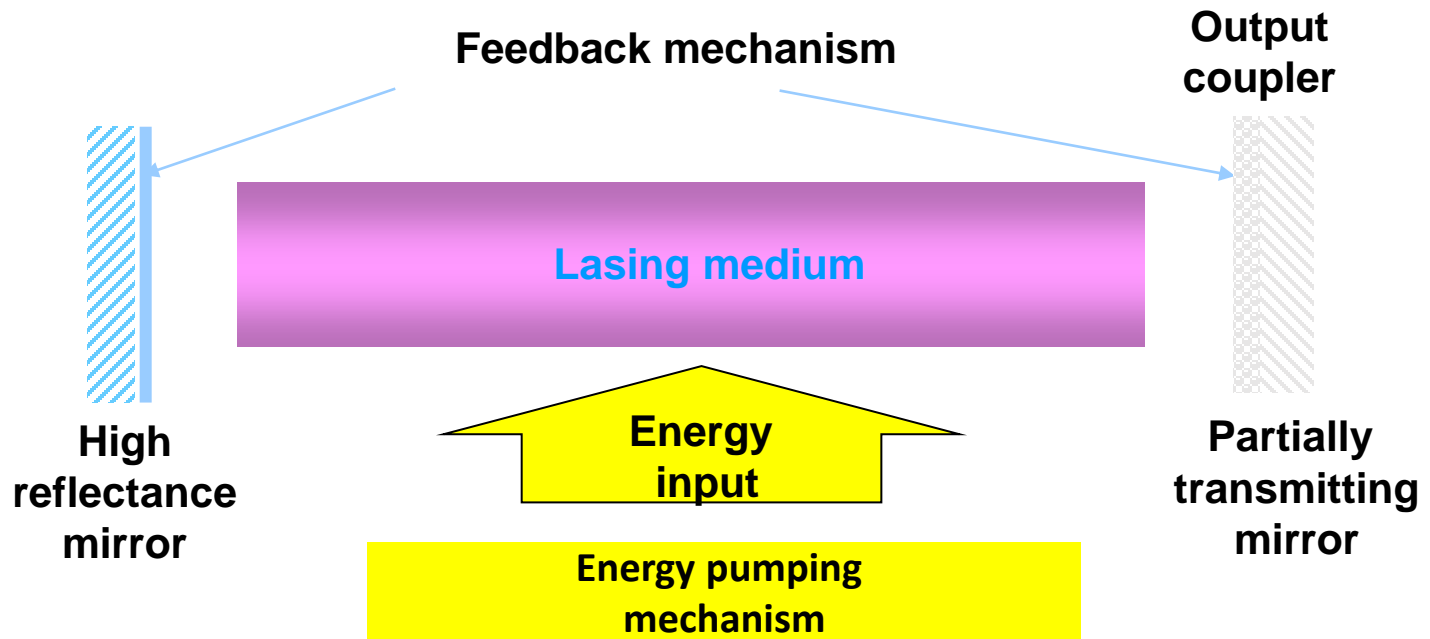 Feedback mechanism
Output
coupler
Lasing medium
High
reflectance
mirror
Energy
input
Partially
transmitting
mirror
Energy pumping
mechanism